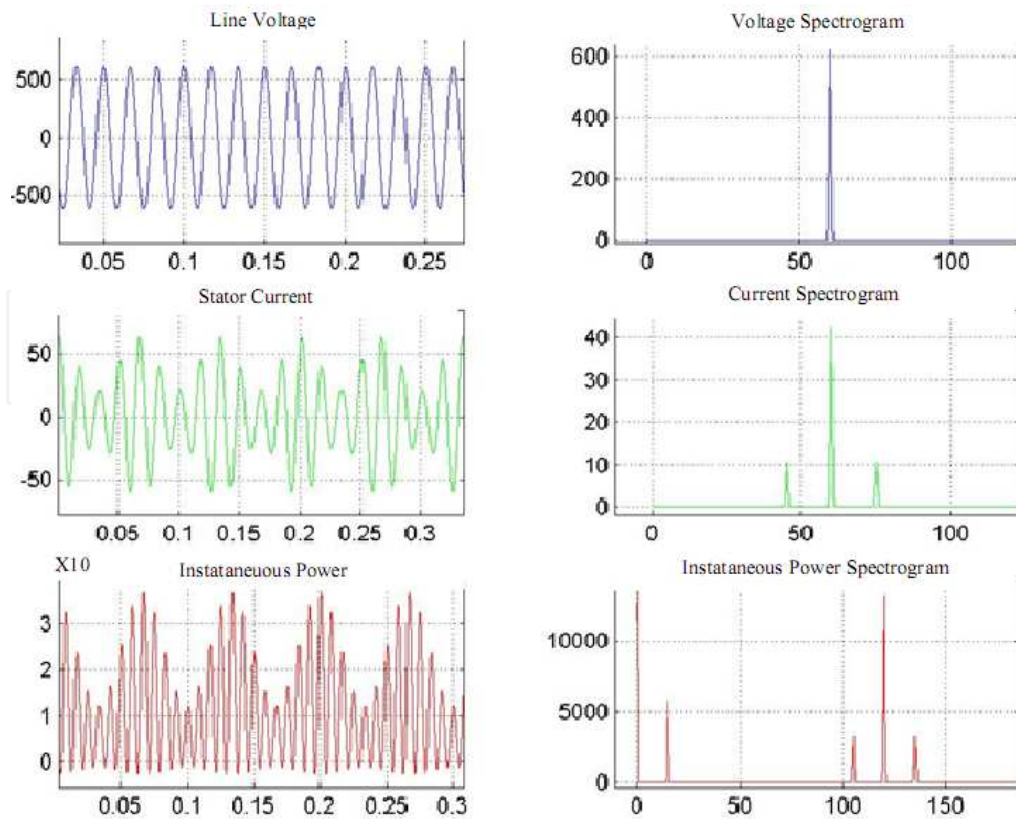 Line Voltage
500
0
-500
0.05 0.1 0.15 0.2 0.25
Voltage Spectrogram
600
400
200
0
0 50 100
Stator Current
50
0
-50
0.05 0.1 0.15 0.2 0.25 0.3
Current Spectrogram
40
30
20
10
0
0 50 100
X10 Instataneuous Power
3
2
1
0
0.05 0.1 0.15 0.2 0.25 0.3
Instataneous Power Spectrogram
10000
5000
0
0 50 100 150